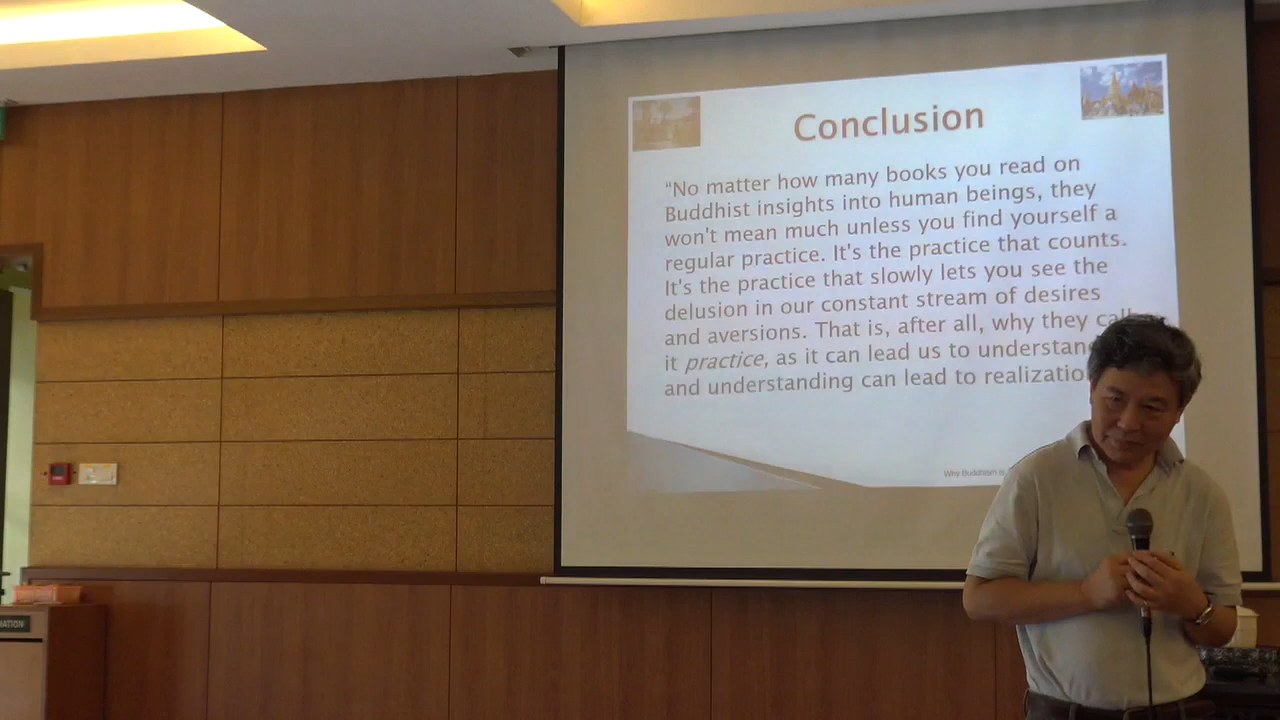 Conclusion
“No matter how many books you read on
Buddhist insights into human beings, they
won't mean much unless you find yourself a
regular practice. It's the practice that counts.
It's the practice that slowly lets you see the
delusion in our constant stream of desires
and aversions. That is, after all, why they call
it practice, as it can lead us to understand
and understanding can lead to realizatio
Why Buddhism is